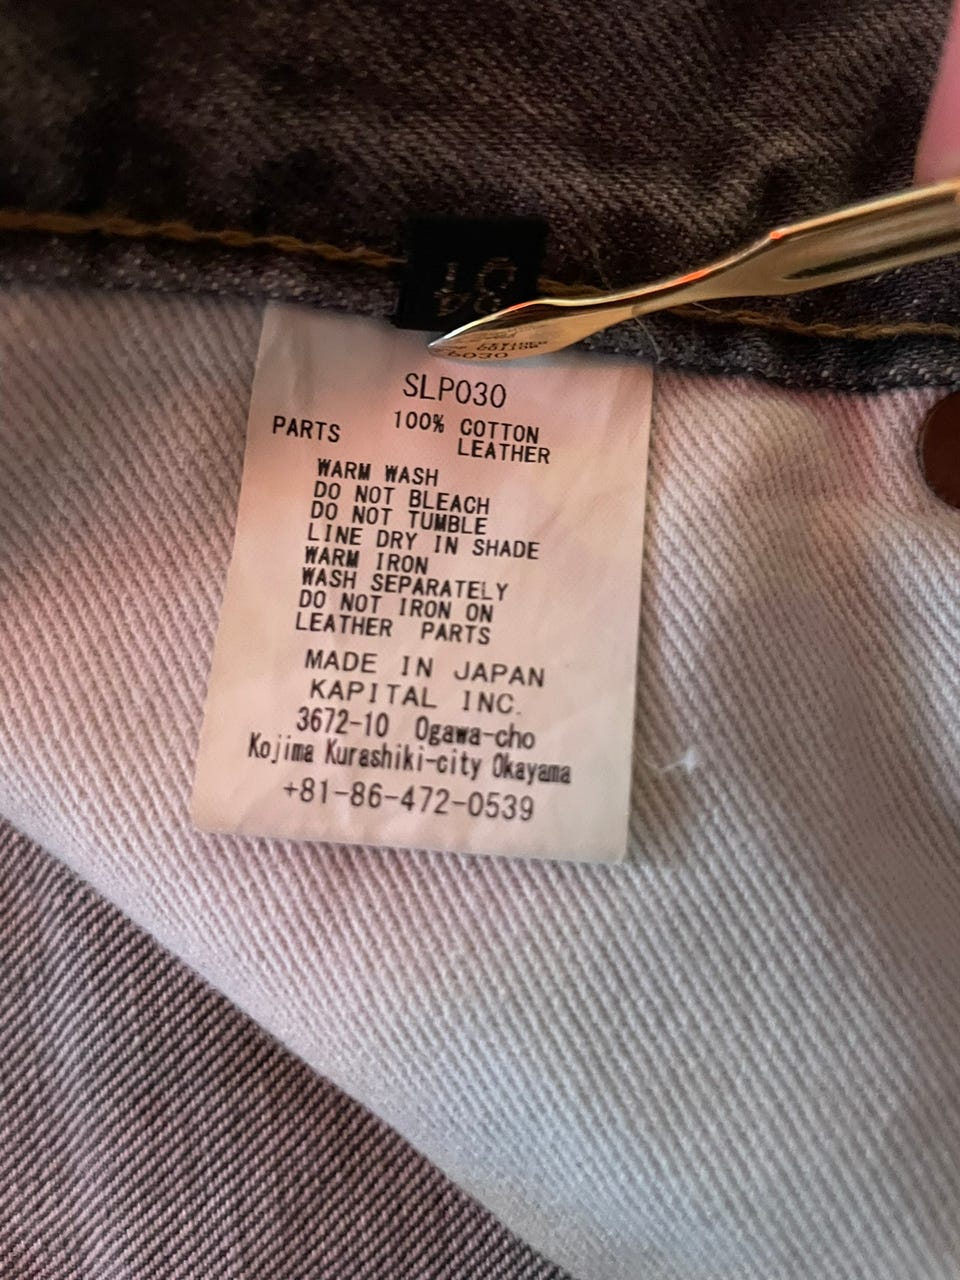 SLP030
100% COTTON
PARTS LEATHER
WARM WASH
DO NOT BLEACH
DO NOT TUMBLE
LINE DRY IN SHADE
WARM IRON
WASH SEPARATELY
DO NOT IRON ON
LEATHER PARTS
MADE IN JAPAN
KAPITAL INC.
3672-10 Ogawa-cho
Kojima Kurashiki-city Okayama
+81-86-472-0539